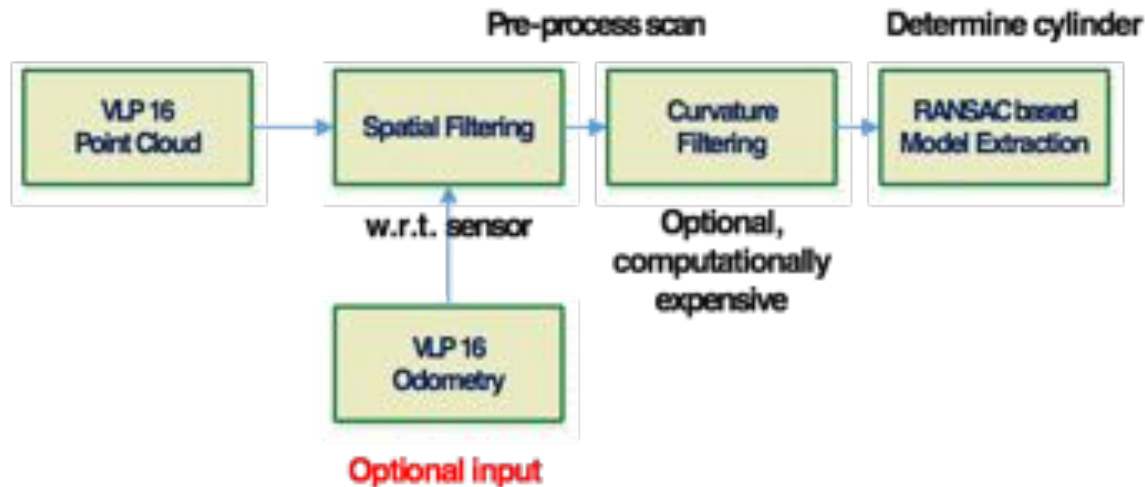 Pre-process scan
Determine cylinder
VLP 16
Point Cloud
Spatial Filtering
Curvature
Filtering
RANSAC based
Model Extraction
w.r.t. sensor
Optional,
computationally
expensive
VLP 16
Odometry
Optional input